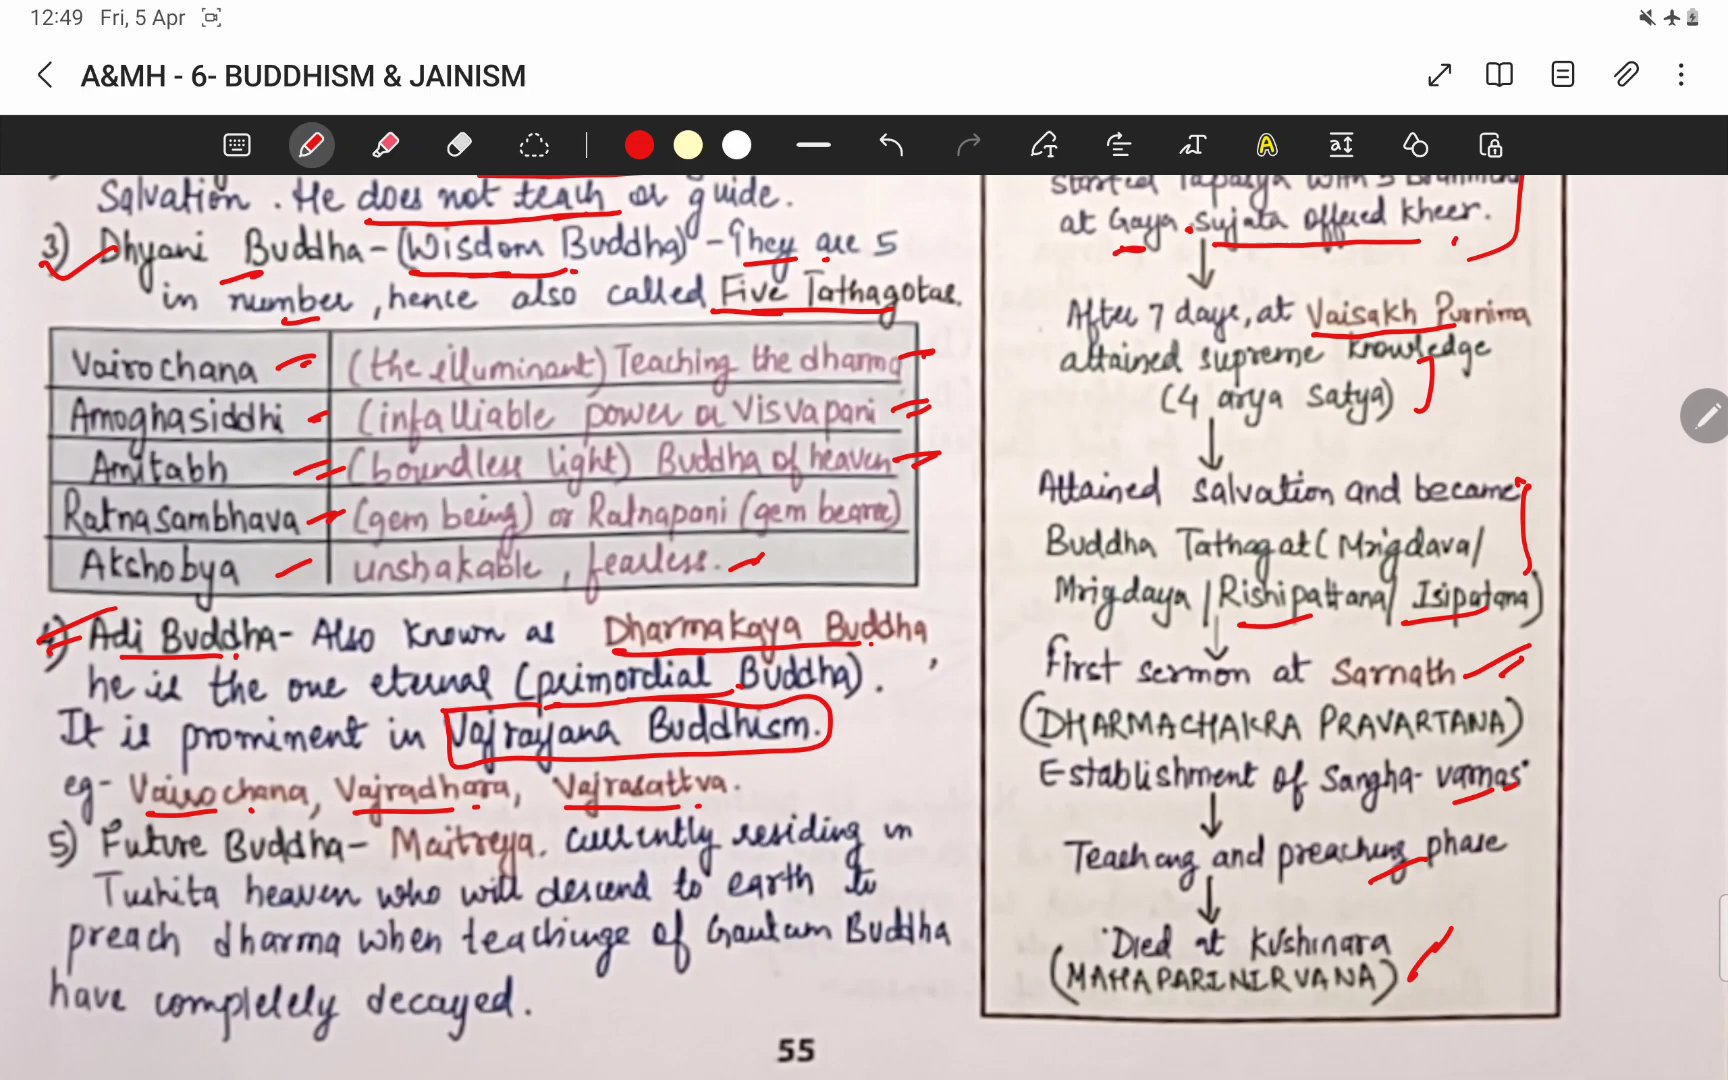 12:49 Fri, 5 Apr
A&MH - 6- BUDDHISM & JAINISM
Salvation. He does not teach or guide.
3) Dhyani Buddha-(Wisdom Buddha) - They are 5
in number, hence also called Five Tathagotas.
Vairochana (the illuminant) Teaching the dharma
Amoghasiddhi (infalliable power or Visvapani
Amitabh (boundless light) Buddha of heaven
Ratnasambhava (gem being) or Ratnapani (gem bearer)
Akshobya unshakable, fearless.
4) Adi Buddha- Also known as Dharmakaya Buddha,
he is the one eternal (primordial Buddha).
It is prominent in Vajrayana Buddhism.
eg- Vairochana, Vajradhara, Vajrasattva.
5) Future Buddha- Maitreya. Currently residing in
Tushita heaven who will descend to earth to
preach dharma when teachings of Gautam Buddha
have completely decayed.
started Tapasya with 5
at Gaya. Sujata offered kheer.
After 7 days, at Vaisakh Purnima
attained supreme knowledge
(4 arya Satya)
Attained salvation and became
Buddha Tathagat (Mrigdava/
Mrigdaya/Rishipattana/Isipatana)
First sermon at Sarnath
(DHARMACHAKRA PRAVARTANA)
Establishment of Sangha-
Teaching and preaching phase
Died at Kushinara
(MAHAPARINIRVANA)
55